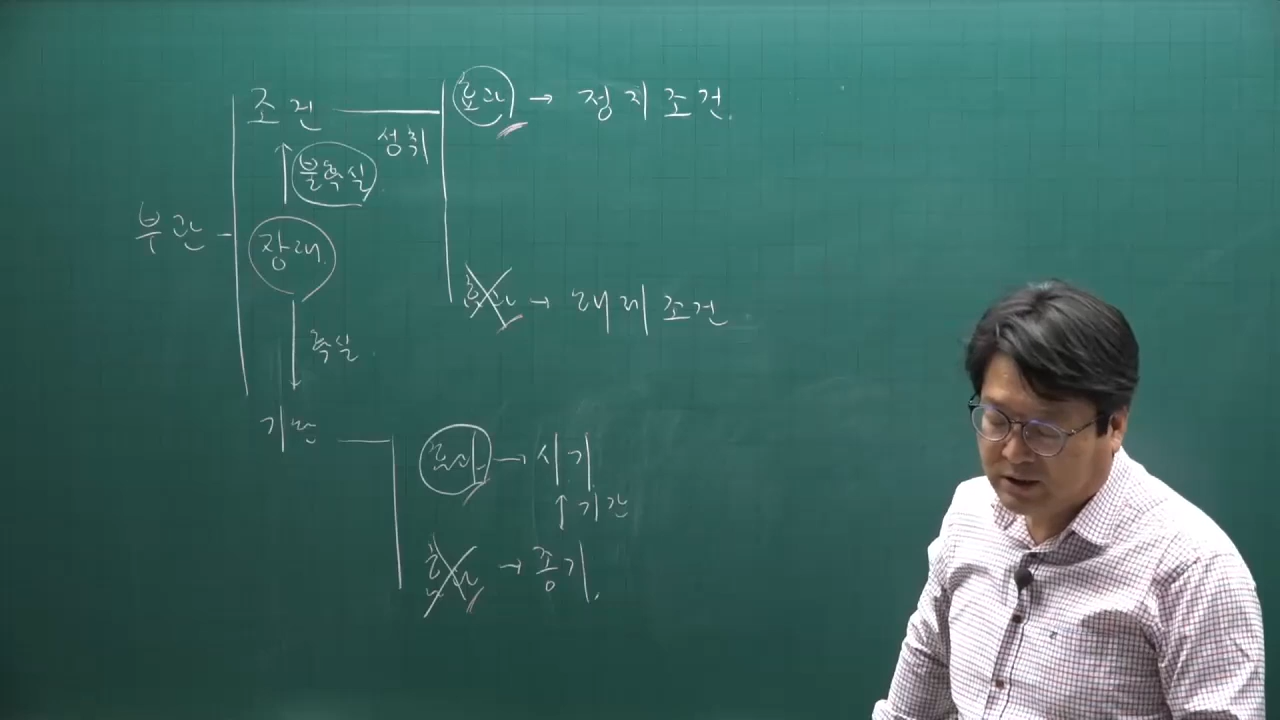 조건
성취
효과 → 정지조건.
불확실
부관
장래
효과 → 해제조건
확실
기한
효과 → 시기
↑ 기간
효과 → 종기.